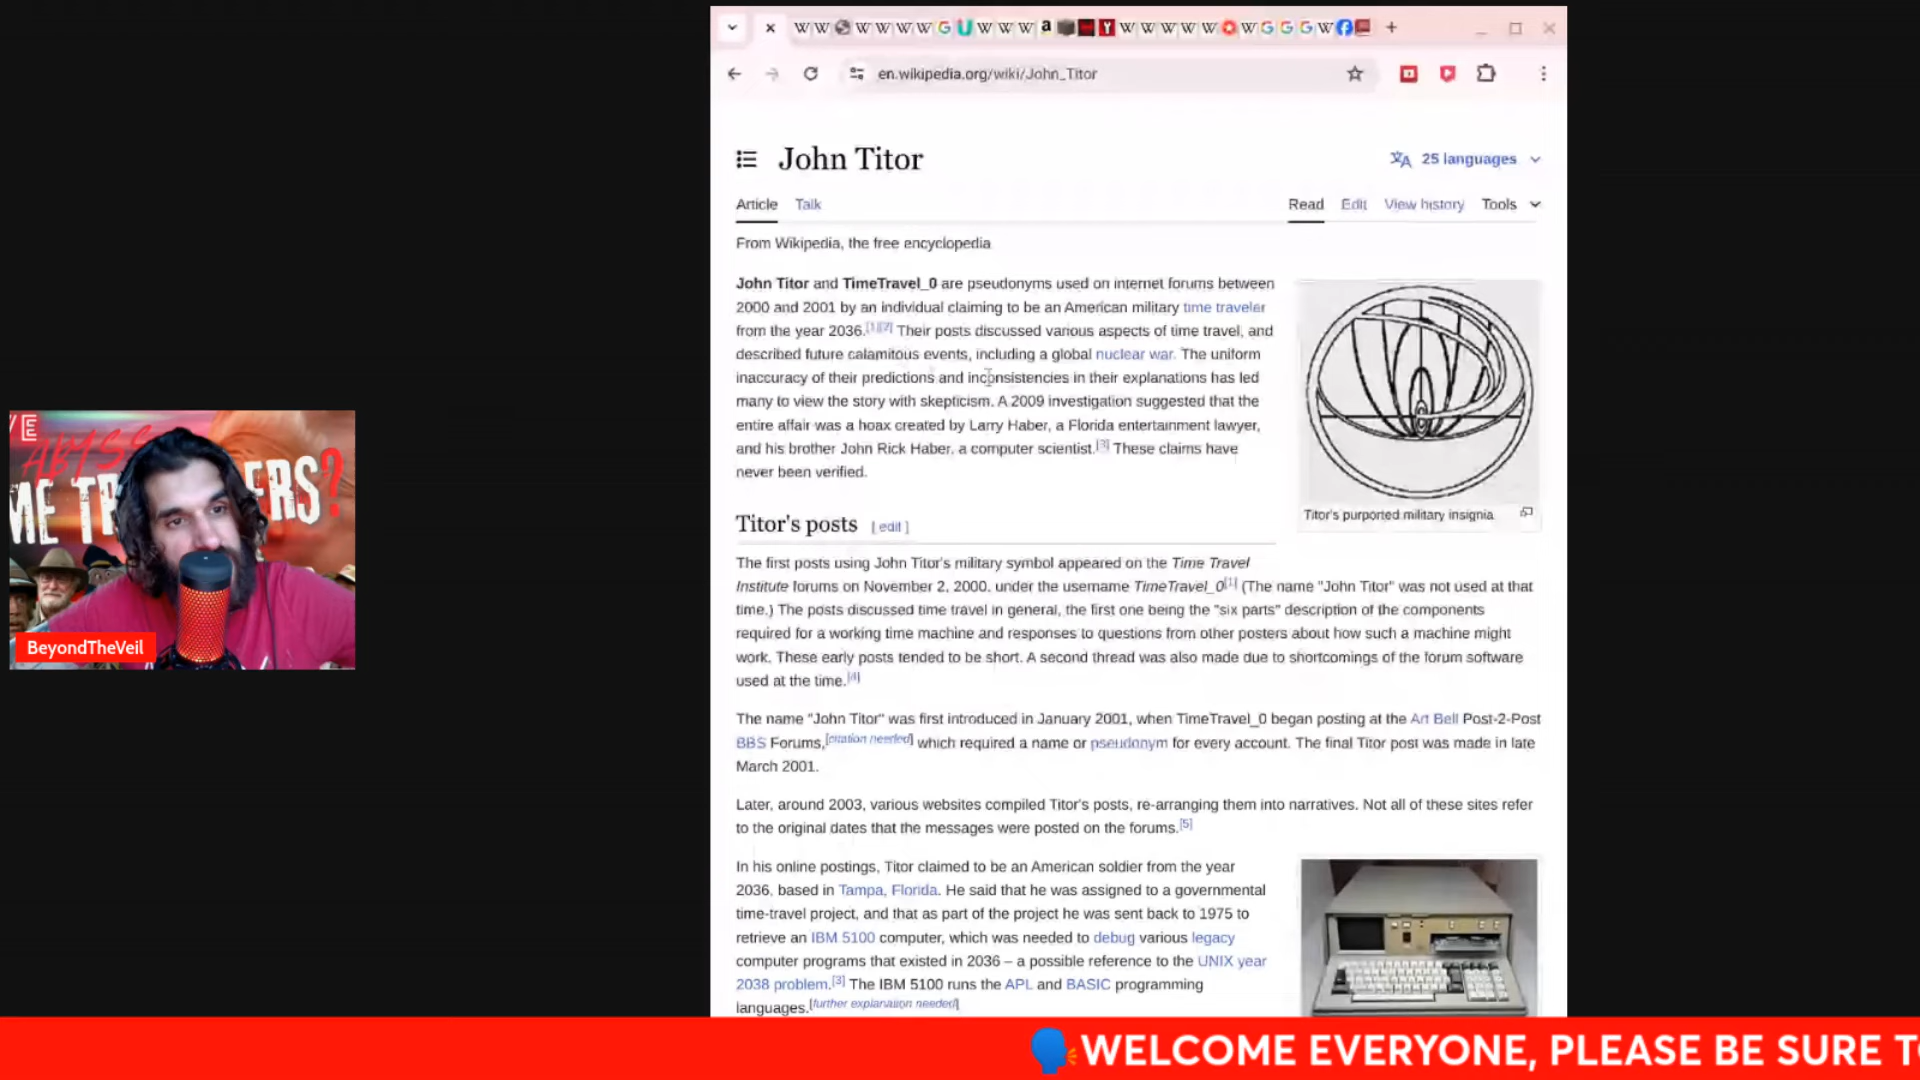 en.wikipedia.org/wiki/John_Titor
John Titor
25 languages
Article Talk
Read Edit View history Tools
From Wikipedia, the free encyclopedia
John Titor and TimeTravel_0 are pseudonyms used on internet forums between
2000 and 2001 by an individual claiming to be an American military time traveler
from the year 2036.[1][2] Their posts discussed various aspects of time travel, and
described future calamitous events, including a global nuclear war. The uniform
inaccuracy of their predictions and inconsistencies in their explanations has led
many to view the story with skepticism. A 2009 investigation suggested that the
entire affair was a hoax created by Larry Haber, a Florida entertainment lawyer,
and his brother John Rick Haber, a computer scientist.[3] These claims have
never been verified.
Titor's purported military insignia
Titor's posts [ edit ]
The first posts using John Titor's military symbol appeared on the Time Travel
Institute forums on November 2, 2000, under the username TimeTravel_0[1] (The name "John Titor" was not used at that
time.) The posts discussed time travel in general, the first one being the "six parts" description of the components
required for a working time machine and responses to questions from other posters about how such a machine might
work. These early posts tended to be short. A second thread was also made due to shortcomings of the forum software
used at the time.[4]
The name "John Titor" was first introduced in January 2001, when TimeTravel_0 began posting at the Art Bell Post-2-Post
BBS Forums,[citation needed] which required a name or pseudonym for every account. The final Titor post was made in late
March 2001.
Later, around 2003, various websites compiled Titor's posts, re-arranging them into narratives. Not all of these sites refer
to the original dates that the messages were posted on the forums.[5]
In his online postings, Titor claimed to be an American soldier from the year
2036, based in Tampa, Florida. He said that he was assigned to a governmental
time-travel project, and that as part of the project he was sent back to 1975 to
retrieve an IBM 5100 computer, which was needed to debug various legacy
computer programs that existed in 2036 – a possible reference to the UNIX year
2038 problem.[3] The IBM 5100 runs the APL and BASIC programming
languages.[further explanation needed]
ABYSS
ME TR ERS?
BeyondTheVeil
WELCOME EVERYONE, PLEASE BE SURE T